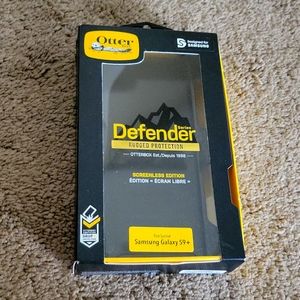 Otter
BOX
Designed for
SAMSUNG
Defender
Series
RUGGED PROTECTION
OTTERBOX Est./Depuis 1998
SCREENLESS EDITION
ÉDITION « ÉCRAN LIBRE »
Samsung Galaxy S9+